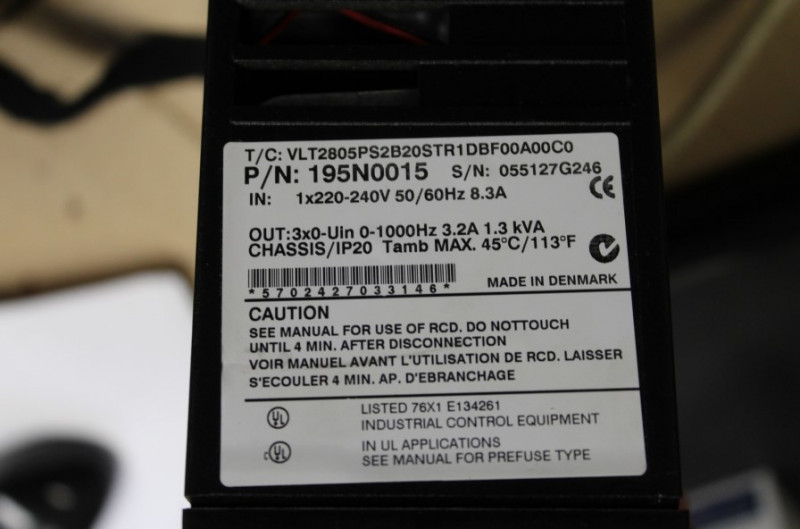 T/C: VLT2805PS2B20STR1DBF00A00C0
P/N: 195N0015 S/N: 055127G246
IN: 1x220-240V 50/60Hz 8.3A
CE
OUT:3x0-Uin 0-1000Hz 3.2A 1.3 kVA
CHASSIS/IP20 Tamb MAX. 45°C/113°F
*5702427033146*
MADE IN DENMARK
CAUTION
SEE MANUAL FOR USE OF RCD. DO NOTTOUCH
UNTIL 4 MIN. AFTER DISCONNECTION
VOIR MANUEL AVANT L'UTILISATION DE RCD. LAISSER
S'ECOULER 4 MIN. AP. D'EBRANCHAGE
UL LISTED 76X1 E134261
INDUSTRIAL CONTROL EQUIPMENT
c UL IN UL APPLICATIONS
SEE MANUAL FOR PREFUSE TYPE